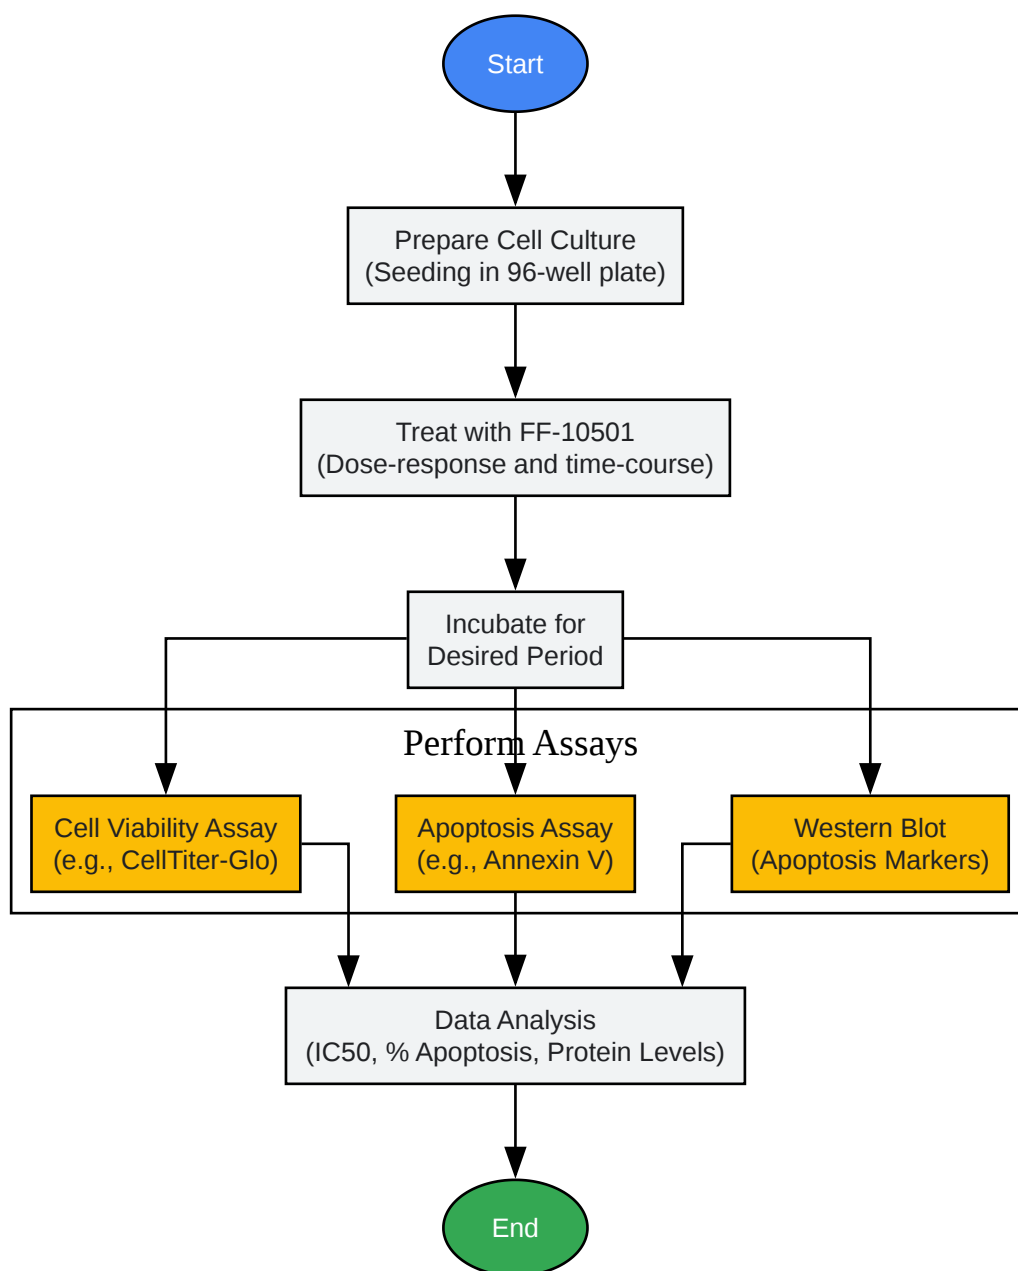 Start
Prepare Cell Culture
(Seeding in 96-well plate)
Treat with FF-10501
(Dose-response and time-course)
Incubate for
Desired Period
Perform Assays
Cell Viability Assay
(e.g., CellTiter-Glo)
Apoptosis Assay
(e.g., Annexin V)
Western Blot
(Apoptosis Markers)
Data Analysis
(IC50, % Apoptosis, Protein Levels)
End